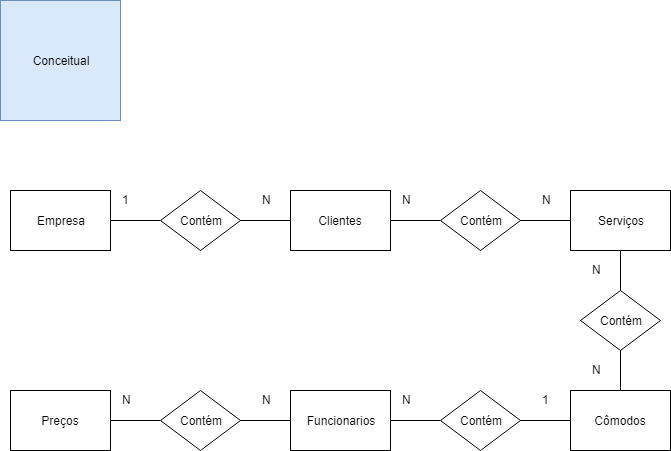 Conceitual
1 N N N
Empresa Contém Clientes Contém Serviços
N
Contém
N
N N N 1
Preços Contém Funcionarios Contém Cômodos